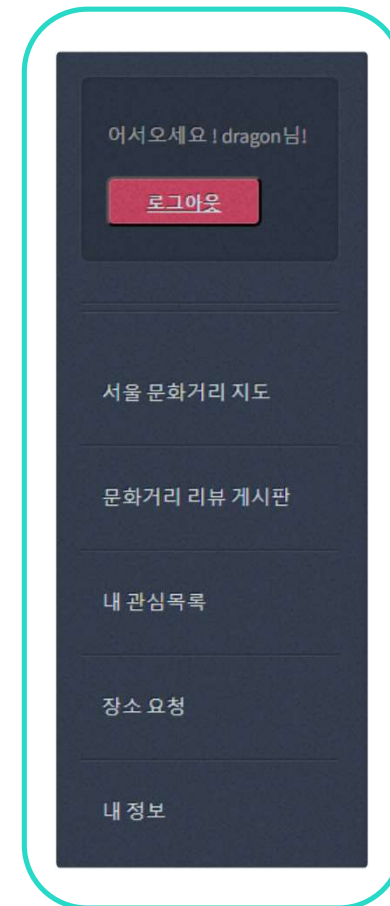 어서오세요 ! dragon님!
로그아웃
서울 문화거리 지도
문화거리 리뷰 게시판
내 관심목록
장소 요청
내 정보